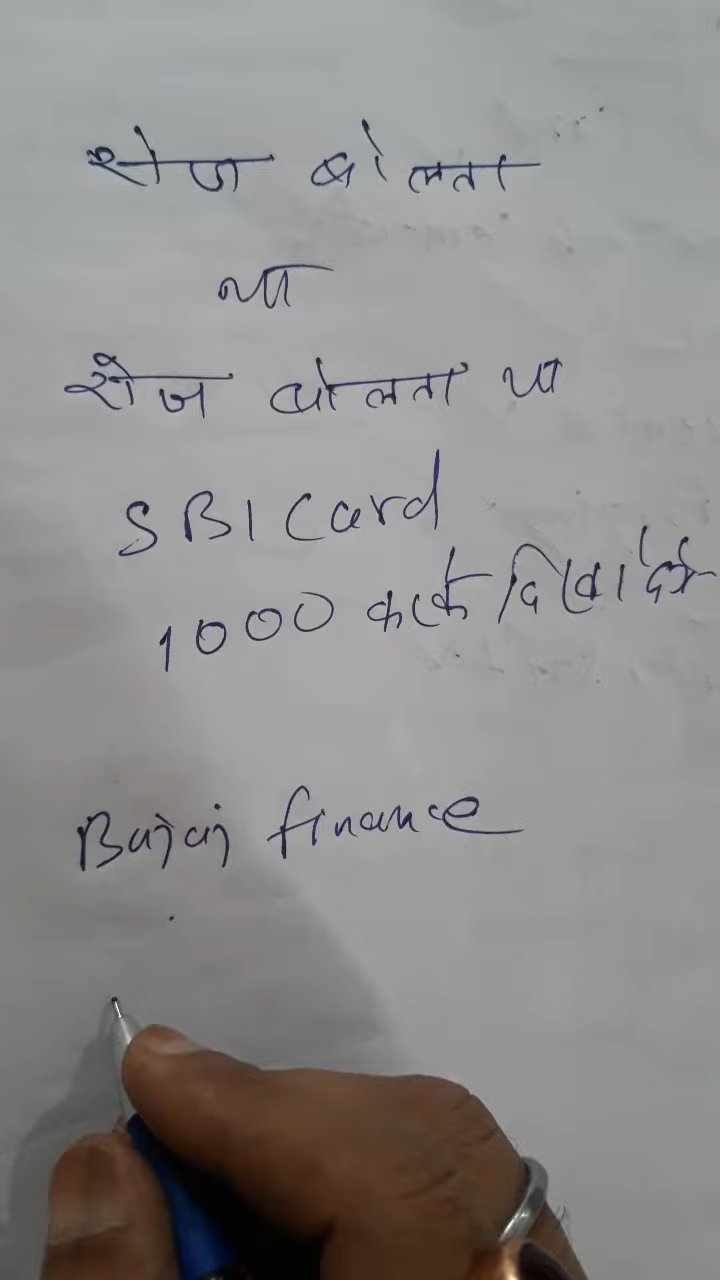 रोज बोलता
था
रोज बोलता था
SBI Card
1000 करके दिखा
Bajaj finance